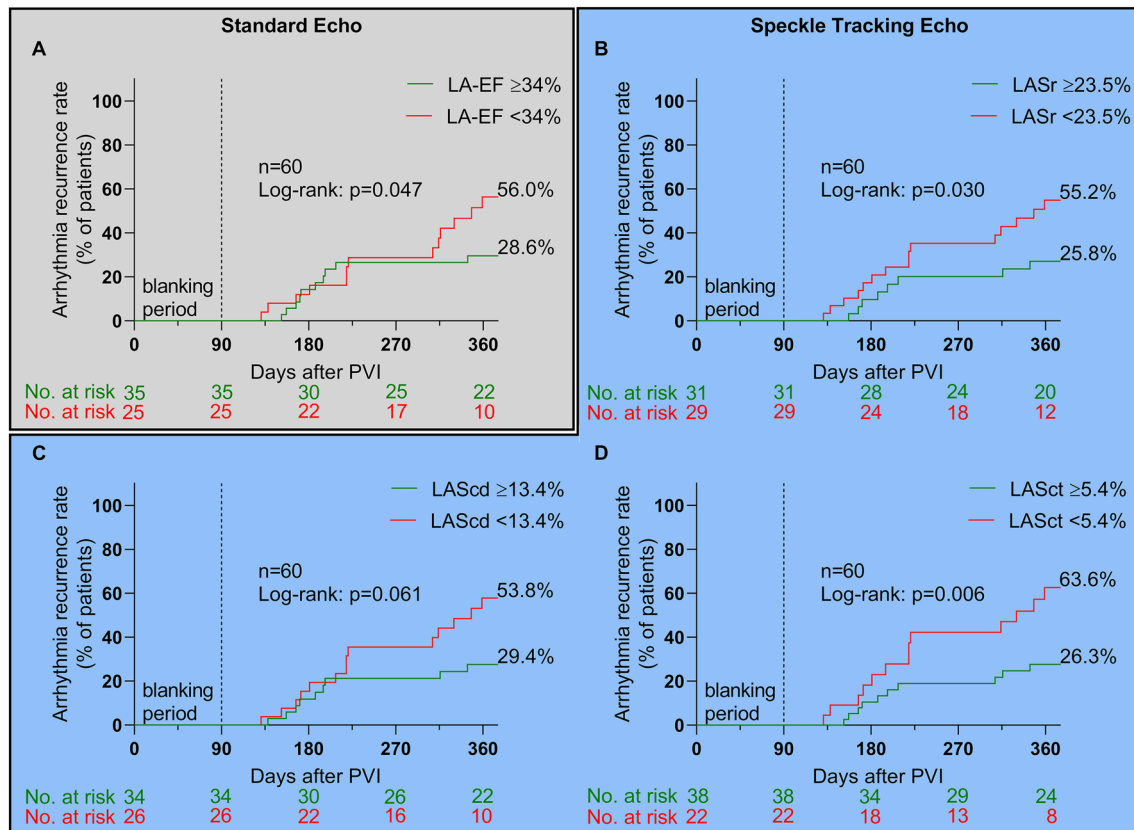 Standard Echo
A
LA-EF ≥34%
LA-EF <34%
Arrhythmia recurrence rate
(% of patients)
100
80
60
40
20
0
n=60
Log-rank: p=0.047
56.0%
28.6%
blanking
period
0 90 180 270 360
Days after PVI
No. at risk 35 35 30 25 22
No. at risk 25 25 22 17 10
Speckle Tracking Echo
B
LASr ≥23.5%
LASr <23.5%
Arrhythmia recurrence rate
(% of patients)
100
80
60
40
20
0
n=60
Log-rank: p=0.030
55.2%
25.8%
blanking
period
0 90 180 270 360
Days after PVI
No. at risk 31 31 28 24 20
No. at risk 29 29 24 18 12
C
LAScd ≥13.4%
LAScd <13.4%
Arrhythmia recurrence rate
(% of patients)
100
80
60
40
20
0
n=60
Log-rank: p=0.061
53.8%
29.4%
blanking
period
0 90 180 270 360
Days after PVI
No. at risk 34 34 30 26 22
No. at risk 26 26 22 16 10
D
LASct ≥5.4%
LASct <5.4%
Arrhythmia recurrence rate
(% of patients)
100
80
60
40
20
0
n=60
Log-rank: p=0.006
63.6%
26.3%
blanking
period
0 90 180 270 360
Days after PVI
No. at risk 38 38 34 29 24
No. at risk 22 22 18 13 8